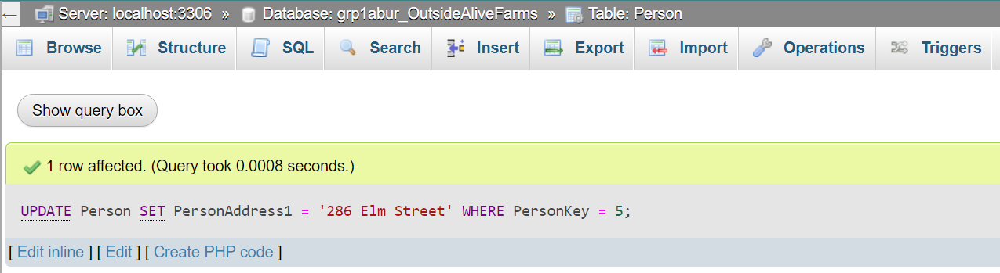 ← Server: localhost:3306 » Database: grp1abur_OutsideAliveFarms » Table: Person
Browse Structure SQL Search Insert Export Import Operations Triggers
Show query box
1 row affected. (Query took 0.0008 seconds.)
UPDATE Person SET PersonAddress1 = '286 Elm Street' WHERE PersonKey = 5;
[ Edit inline ] [ Edit ] [ Create PHP code ]